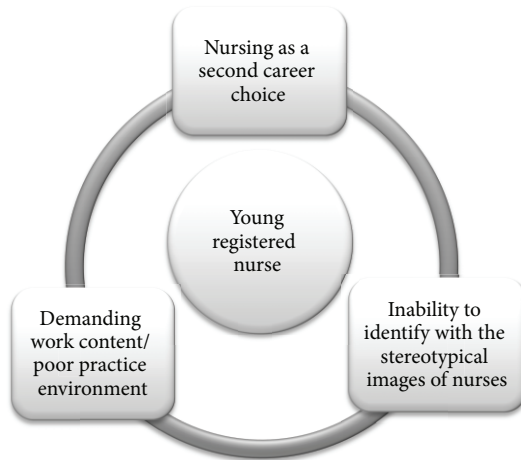 Nursing as a
second career
choice
Young
registered
nurse
Demanding
work content/
poor practice
environment
Inability to
identify with the
stereotypical
images of nurses